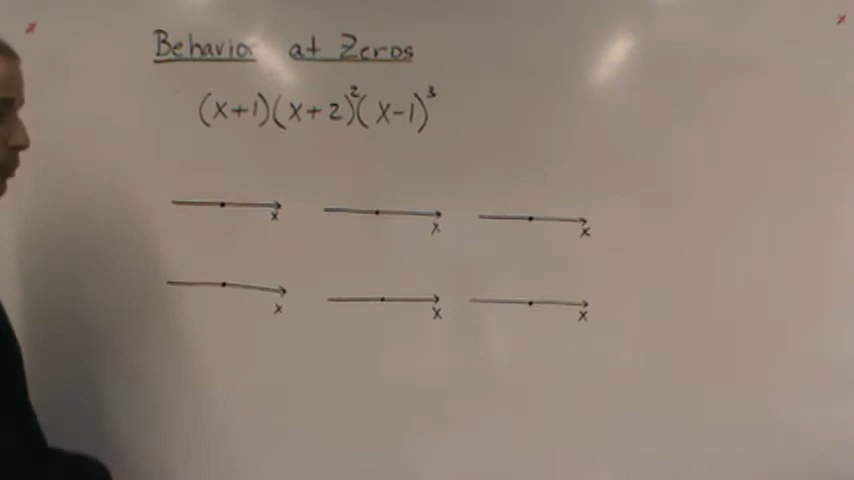 Behavior at Zeros
(x+1)(x+2)²(x-1)³
x x x
x x x